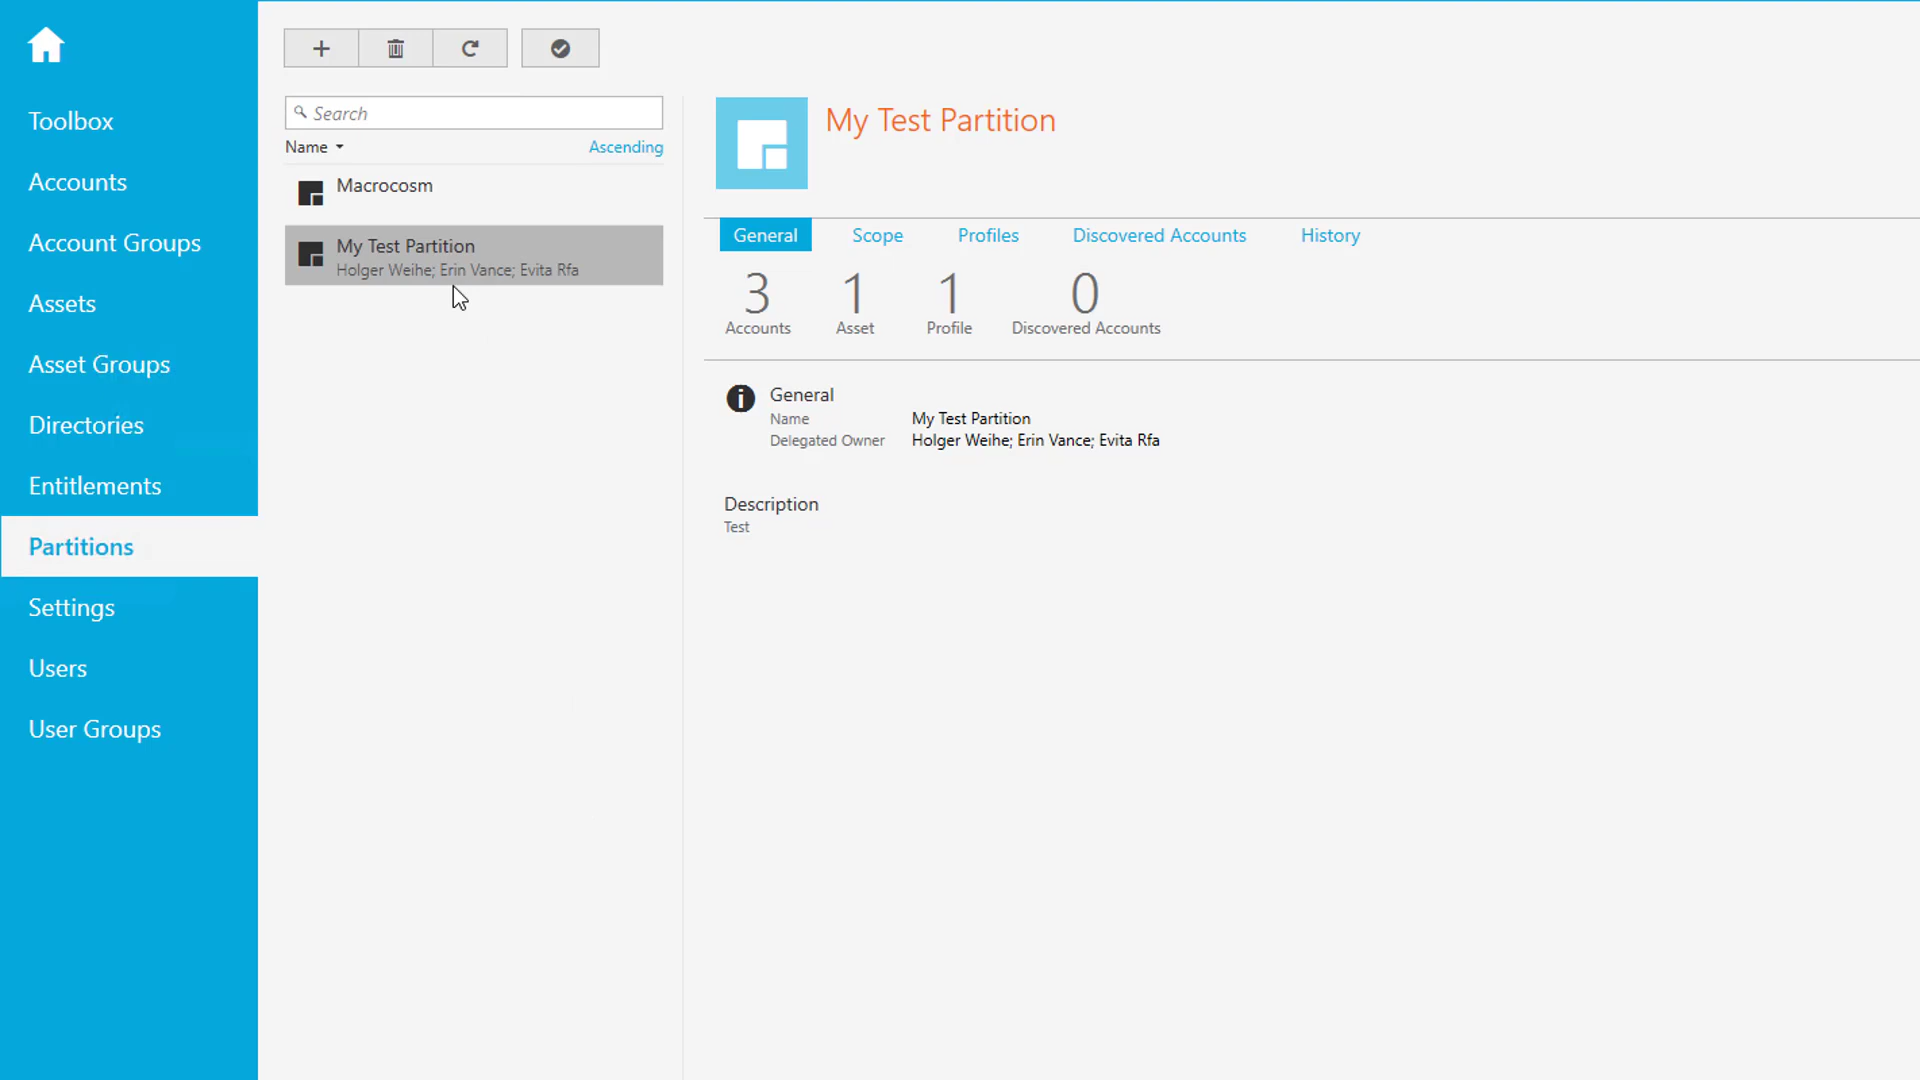 Toolbox
Accounts
Account Groups
Assets
Asset Groups
Directories
Entitlements
Partitions
Settings
Users
User Groups
Search
Name Ascending
Macrocosm
My Test Partition
Holger Weihe; Erin Vance; Evita Rfa
My Test Partition
General Scope Profiles Discovered Accounts History
3 1 1 0
Accounts Asset Profile Discovered Accounts
General
Name My Test Partition
Delegated Owner Holger Weihe; Erin Vance; Evita Rfa
Description
Test